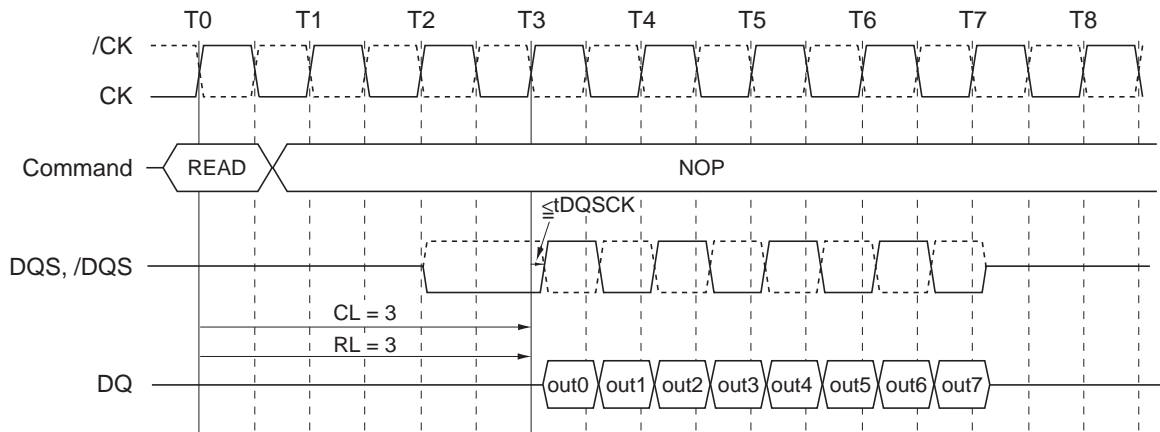 T0 T1 T2 T3 T4 T5 T6 T7 T8
/CK
CK
Command READ NOP
≦tDQSCK
DQS, /DQS
CL = 3
RL = 3
DQ out0 out1 out2 out3 out4 out5 out6 out7